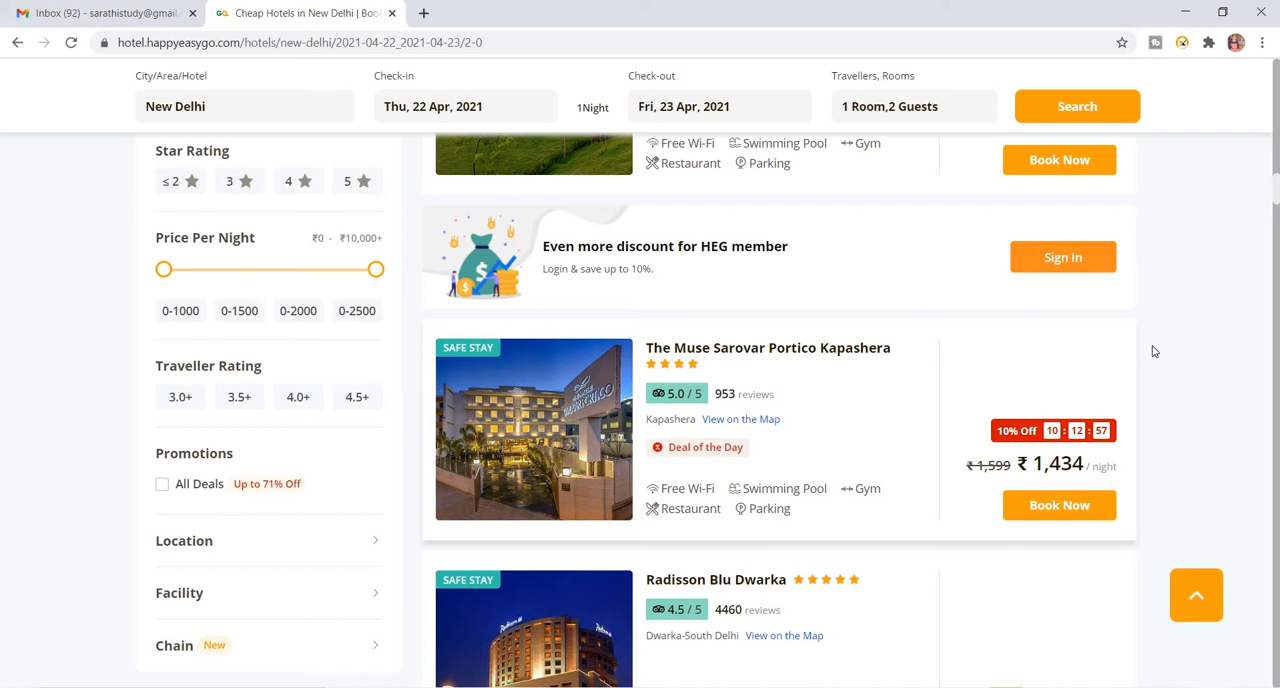 Inbox (92) - sarathistudy@gmail.
Cheap Hotels in New Delhi | Boo
hotel.happyeasygo.com/hotels/new-delhi/2021-04-22_2021-04-23/2-0
City/Area/Hotel
New Delhi
Check-in
Thu, 22 Apr, 2021
1Night
Check-out
Fri, 23 Apr, 2021
Travellers, Rooms
1 Room,2 Guests
Search
Star Rating
≤ 2 3 4 5
Price Per Night ₹0 - ₹10,000+
0-1000 0-1500 0-2000 0-2500
Traveller Rating
3.0+ 3.5+ 4.0+ 4.5+
Promotions
All Deals Up to 71% Off
Location
Facility
Chain New
Free Wi-Fi Swimming Pool Gym
Restaurant Parking
Book Now
Even more discount for HEG member
Login & save up to 10%.
Sign In
SAFE STAY
The Muse Sarovar Portico Kapashera
5.0 / 5 953 reviews
Kapashera View on the Map
Deal of the Day
Free Wi-Fi Swimming Pool Gym
Restaurant Parking
10% Off 10 : 12 : 57
₹ 1,599 ₹ 1,434 / night
Book Now
SAFE STAY
Radisson Blu Dwarka
4.5 / 5 4460 reviews
Dwarka-South Delhi View on the Map